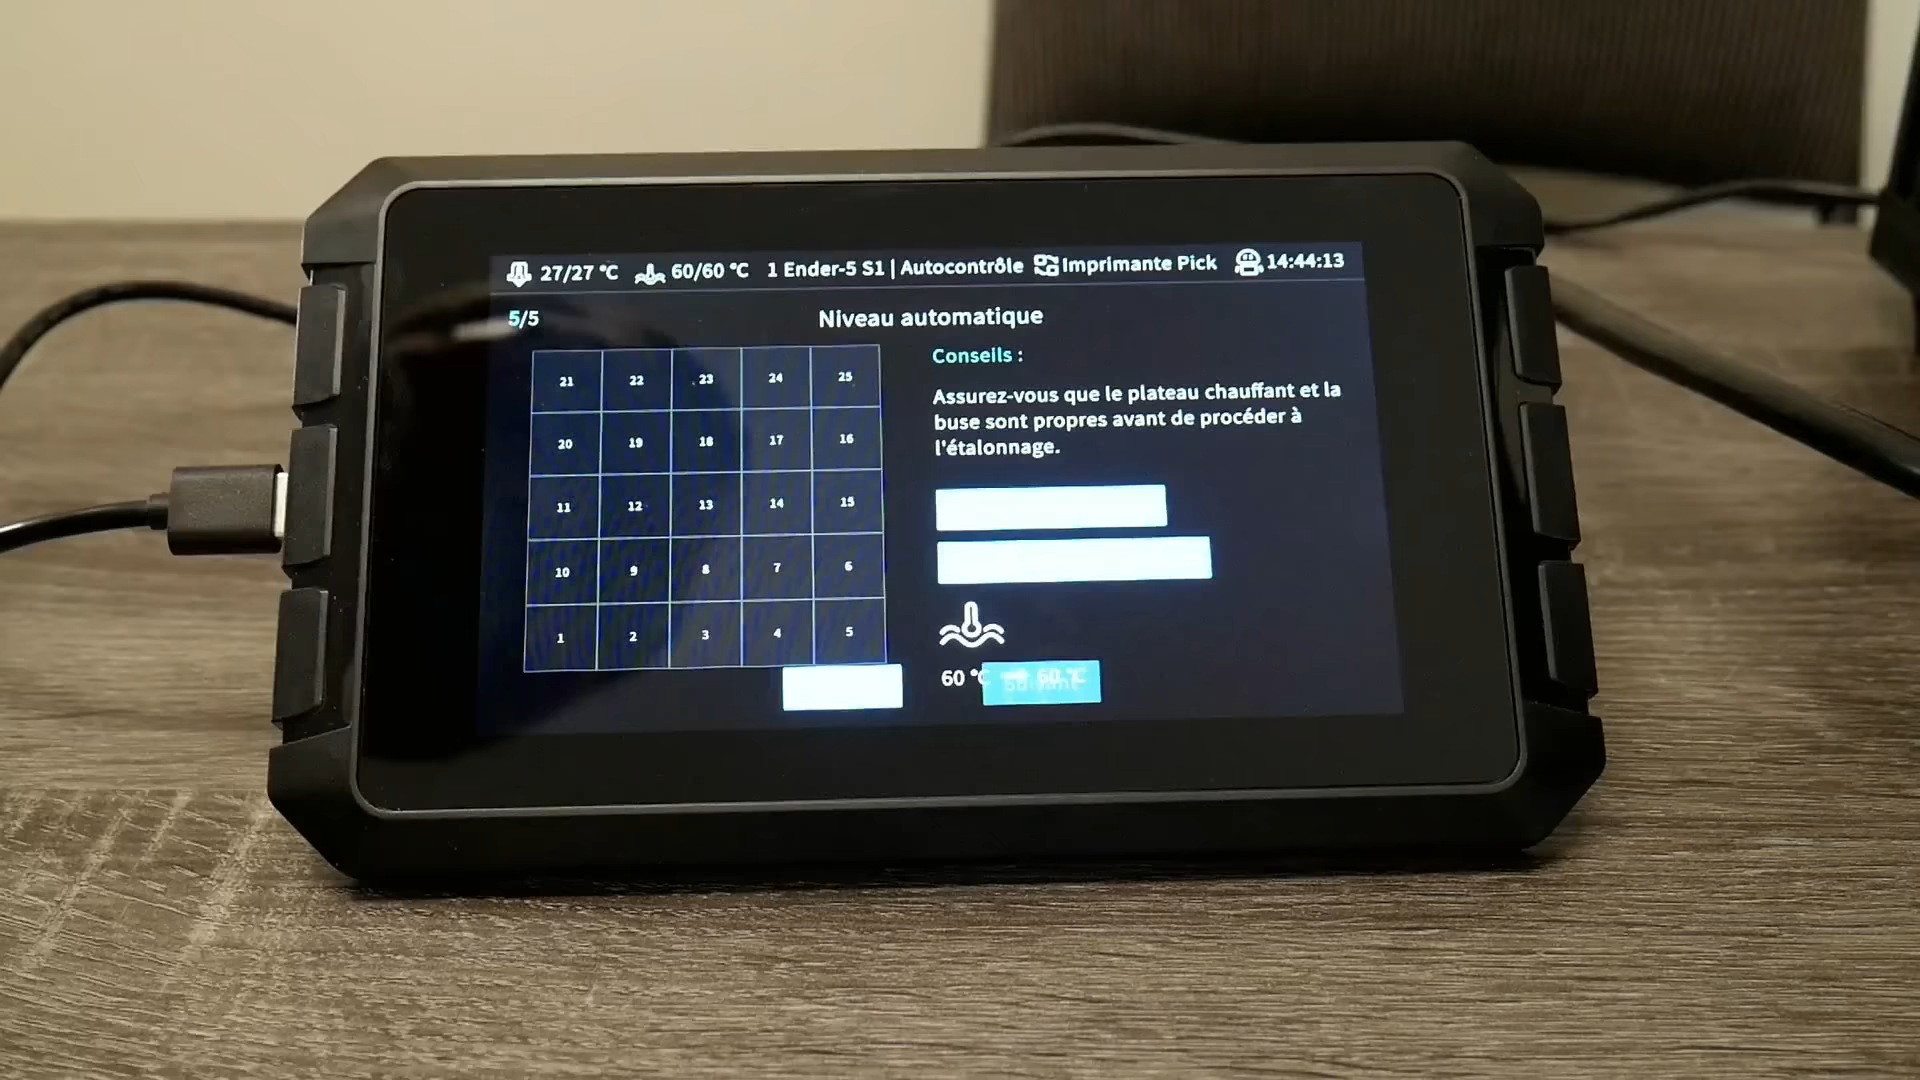 27/27 °C 60/60 °C 1 Ender-5 S1 | Autocontrôle Imprimante Pick 14:44:13
5/5 Niveau automatique
21 22 23 24 25
20 19 18 17 16
11 12 13 14 15
10 9 8 7 6
1 2 3 4 5
Conseils :
Assurez-vous que le plateau chauffant et la
buse sont propres avant de procéder à
l'étalonnage.
60 °C 60 °C